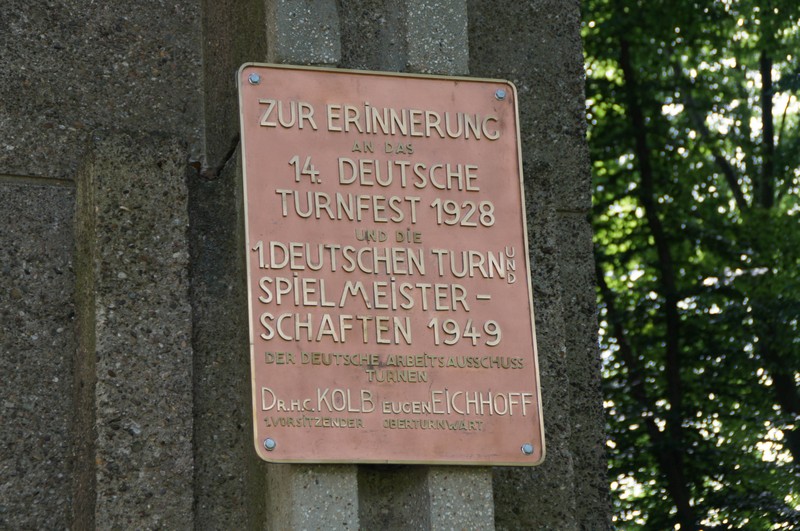 ZUR ERINNERUNG
AN DAS
14. DEUTSCHE
TURNFEST 1928
UND DIE
1. DEUTSCHEN TURN UND
SPIELMEISTER-
SCHAFTEN 1949
DER DEUTSCHE ARBEITSAUSSCHUSS
TURNEN
DR.H.C. KOLB EUGEN EICHHOFF
1. VORSITZENDER OBERTURNWART.